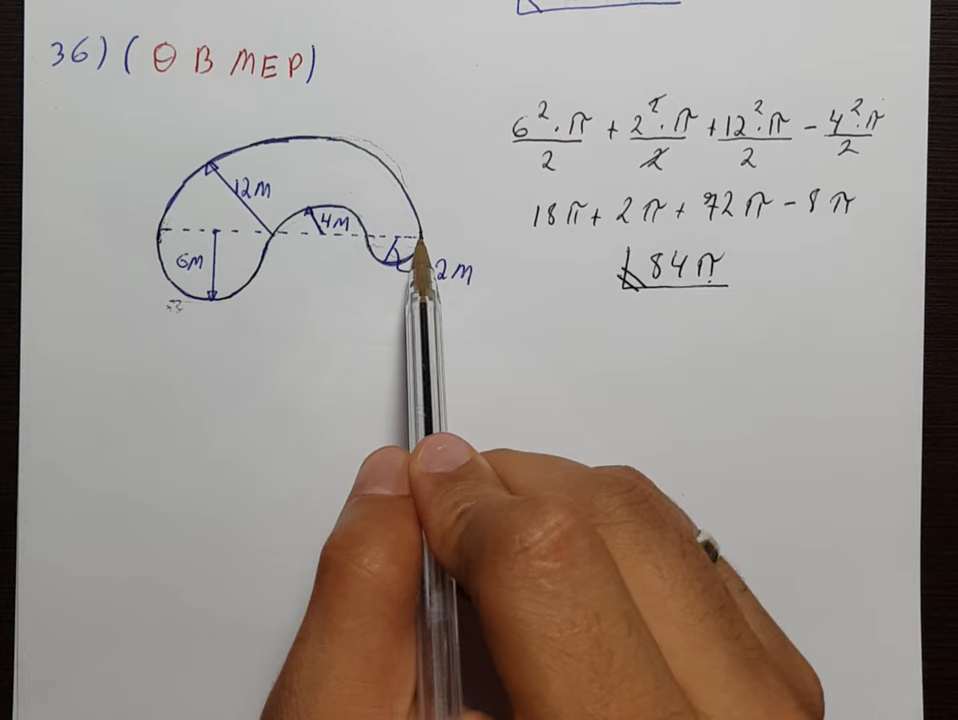 36) (OBMEP)
12M
4M
6M
2M
6².π/2 + 2².π/2 + 12².π/2 - 4².π/2
18π + 2π + 72π - 8π
84π